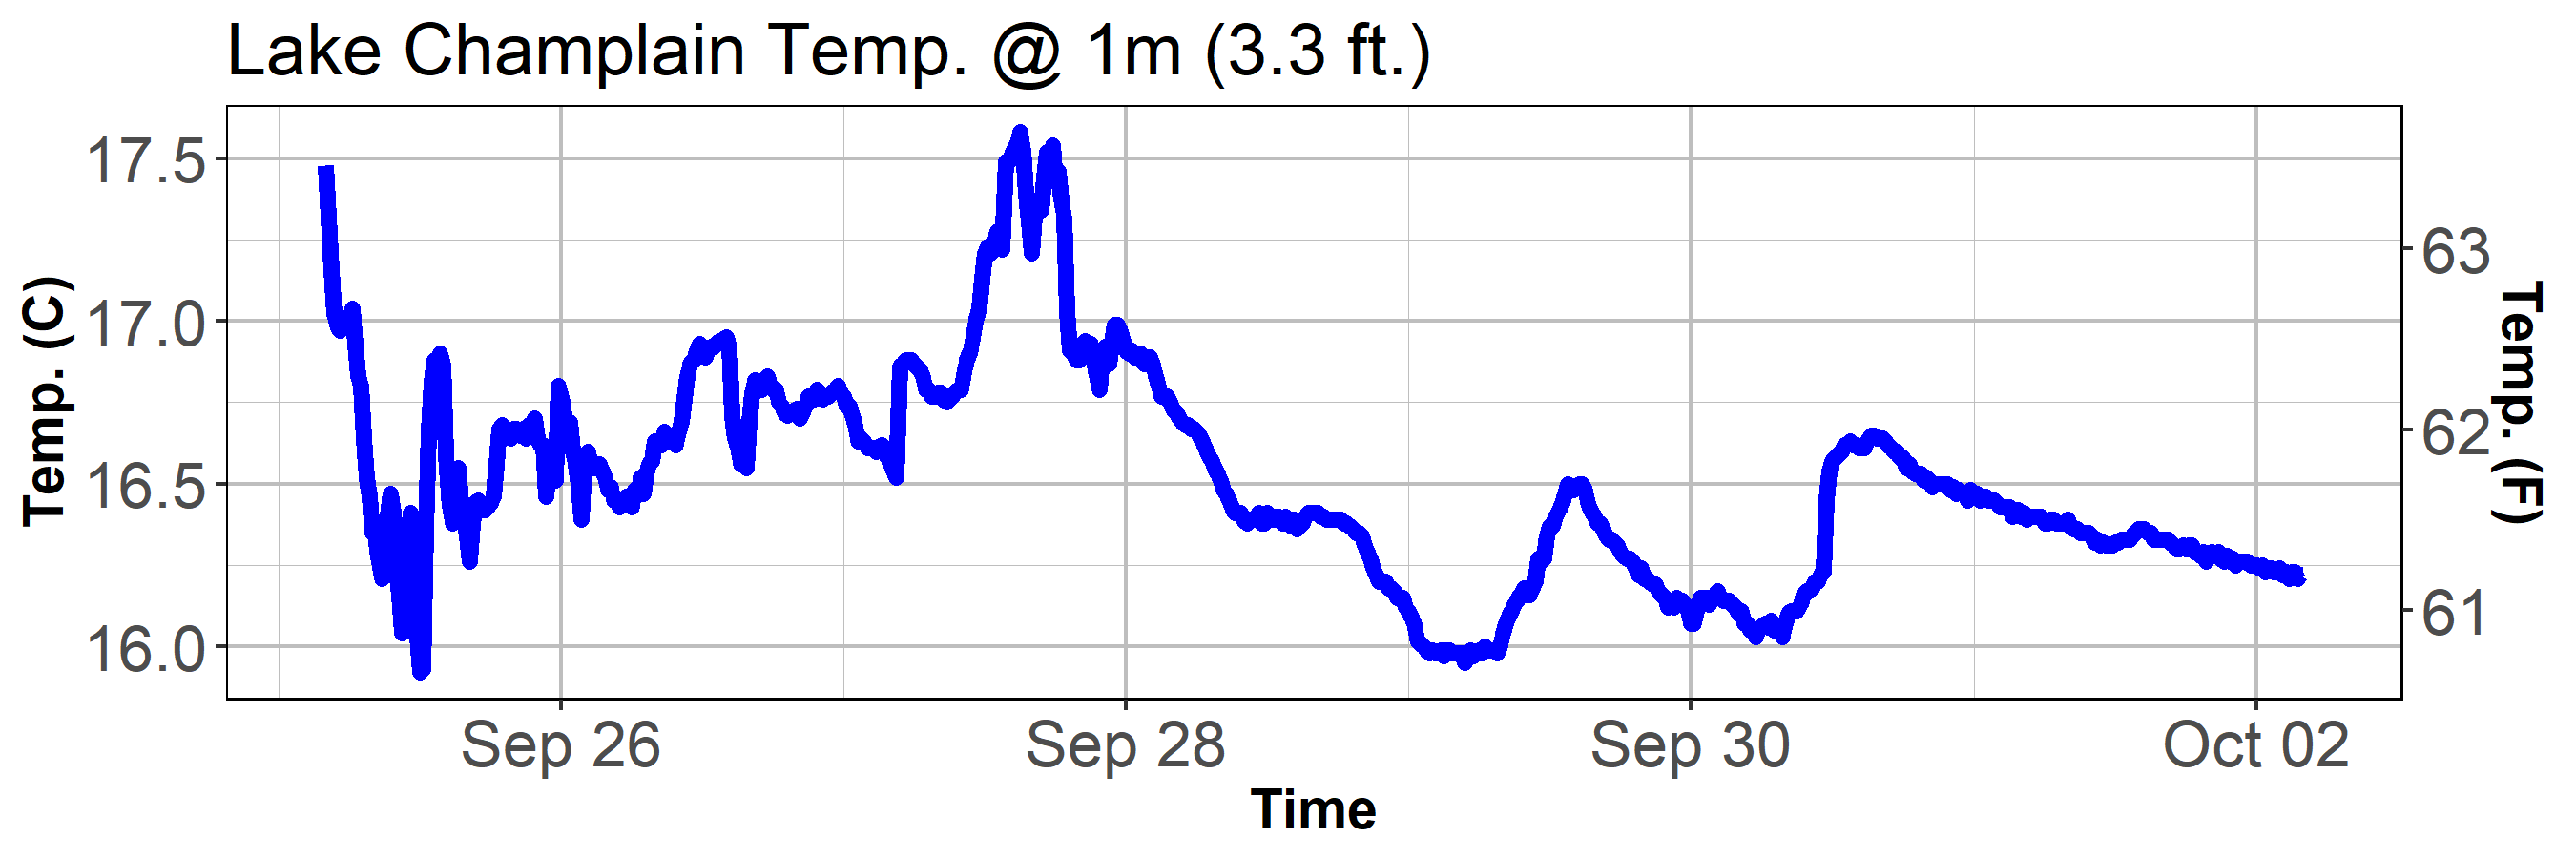 Lake Champlain Temp. @ 1m (3.3 ft.)
Temp. (C)
17.5
17.0
16.5
16.0
63
62
61
Temp. (F)
Sep 26
Sep 28
Sep 30
Oct 02
Time